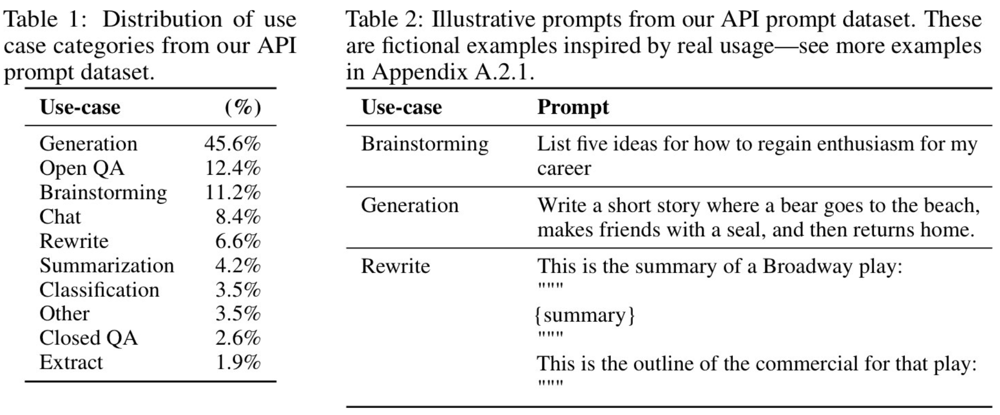 Table 1: Distribution of use
case categories from our API
prompt dataset.
Use-case (%)
Generation 45.6%
Open QA 12.4%
Brainstorming 11.2%
Chat 8.4%
Rewrite 6.6%
Summarization 4.2%
Classification 3.5%
Other 3.5%
Closed QA 2.6%
Extract 1.9%
Table 2: Illustrative prompts from our API prompt dataset. These
are fictional examples inspired by real usage—see more examples
in Appendix A.2.1.
Use-case Prompt
Brainstorming List five ideas for how to regain enthusiasm for my
career
Generation Write a short story where a bear goes to the beach,
makes friends with a seal, and then returns home.
Rewrite This is the summary of a Broadway play:
"""
{summary}
"""
This is the outline of the commercial for that play:
"""